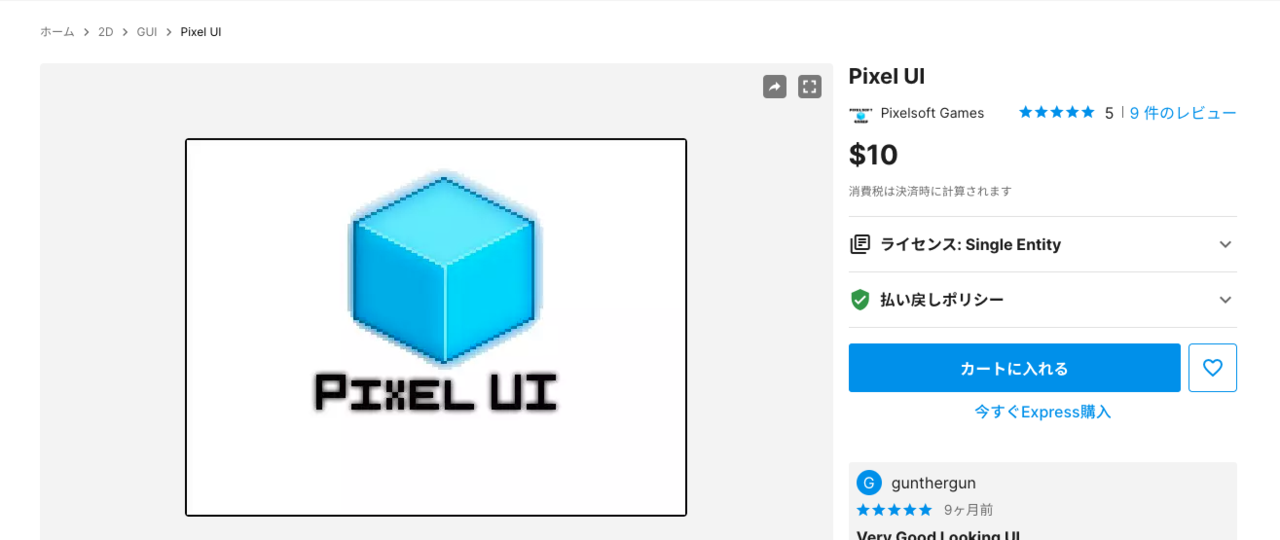 ホーム > 2D > GUI > Pixel UI
PIXEL UI
Pixel UI
Pixelsoft Games 5 | 9 件のレビュー
$10
消費税は決済時に計算されます
ライセンス: Single Entity
払い戻しポリシー
カートに入れる
今すぐExpress購入
G gunthergun
9ヶ月前
Very Good Looking UI